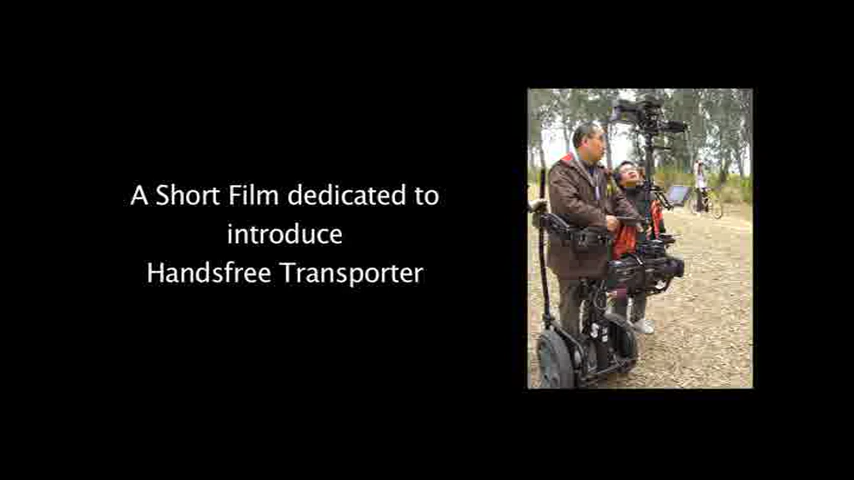 A Short Film dedicated to
introduce
Handsfree Transporter